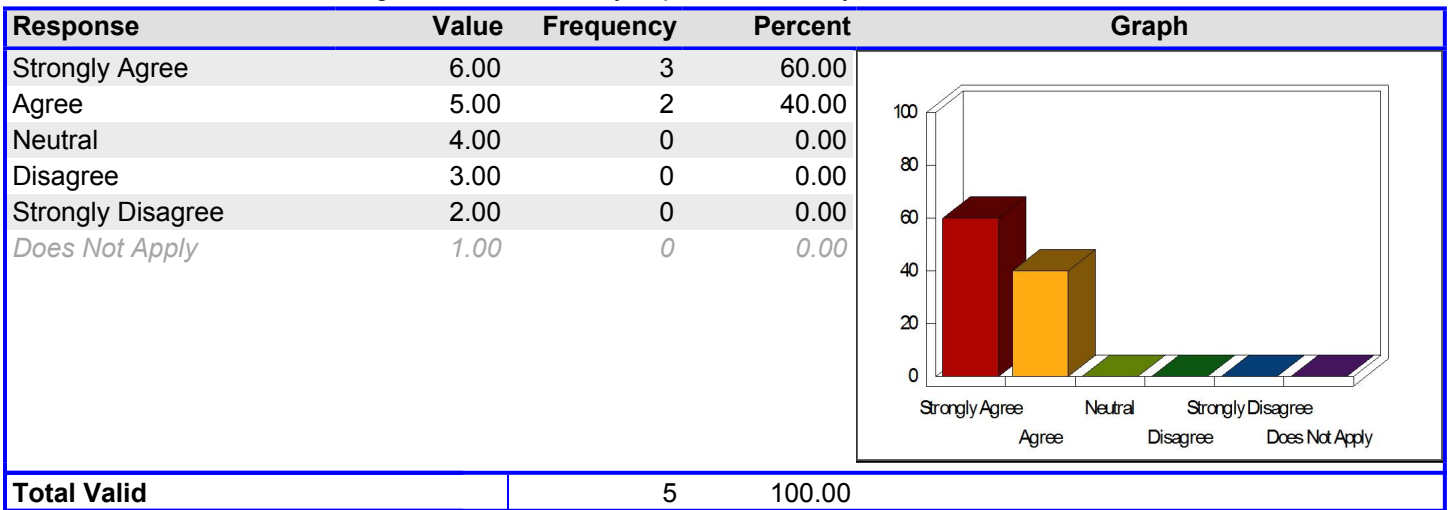 Response Value Frequency Percent Graph
Strongly Agree 6.00 3 60.00
Agree 5.00 2 40.00
Neutral 4.00 0 0.00
Disagree 3.00 0 0.00
Strongly Disagree 2.00 0 0.00
Does Not Apply 1.00 0 0.00
100
80
60
40
20
0
Strongly Agree Neutral Strongly Disagree
Agree Disagree Does Not Apply
Total Valid 5 100.00